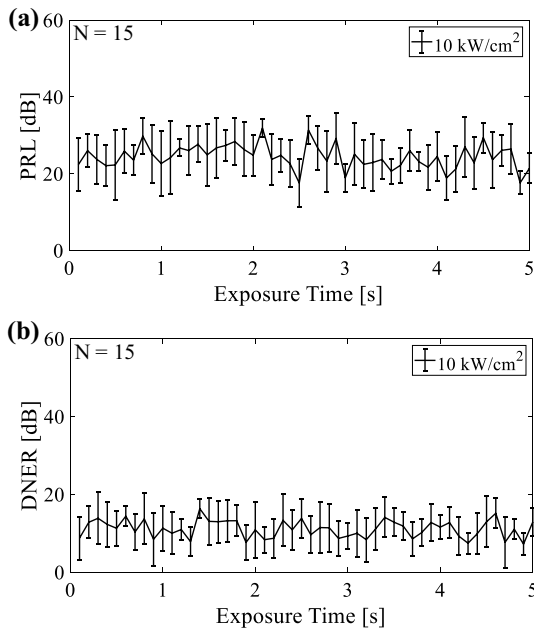 (a)
60
N = 15
10 kW/cm²
40
20
0
PRL [dB]
0 1 2 3 4 5
Exposure Time [s]
(b)
60
N = 15
10 kW/cm²
40
20
0
DNER [dB]
0 1 2 3 4 5
Exposure Time [s]